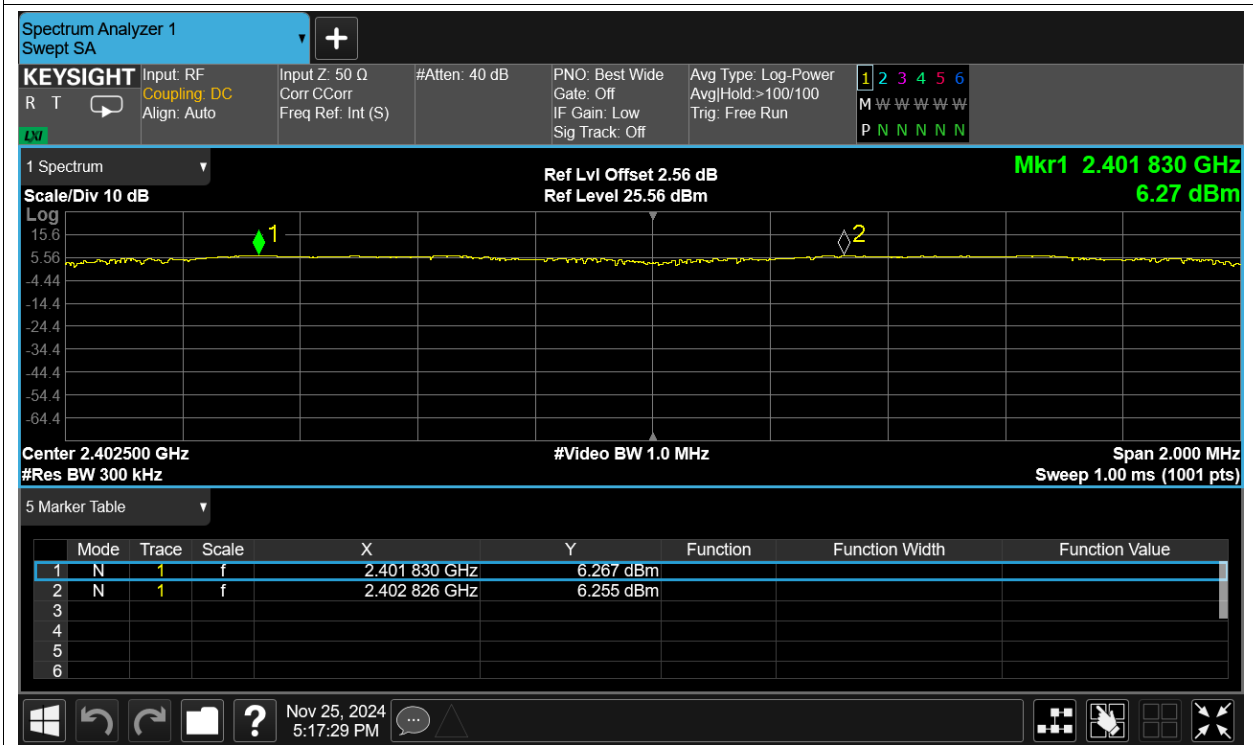 Spectrum Analyzer 1
Swept SA
KEYSIGHT
R T
LXI
Input: RF
Coupling: DC
Align: Auto
Input Z: 50 Ω
Corr CCorr
Freq Ref: Int (S)
#Atten: 40 dB
PNO: Best Wide
Gate: Off
IF Gain: Low
Sig Track: Off
Avg Type: Log-Power
Avg|Hold:>100/100
Trig: Free Run
1 2 3 4 5 6
M W W W W W
P N N N N N
1 Spectrum
Scale/Div 10 dB
Ref Lvl Offset 2.56 dB
Ref Level 25.56 dBm
Mkr1 2.401 830 GHz
6.27 dBm
Log
15.6
5.56
-4.44
-14.4
-24.4
-34.4
-44.4
-54.4
-64.4
1
2
Center 2.402500 GHz #Video BW 1.0 MHz Span 2.000 MHz
#Res BW 300 kHz Sweep 1.00 ms (1001 pts)
5 Marker Table
Mode Trace Scale X Y Function Function Width Function Value
1 N 1 f 2.401 830 GHz 6.267 dBm
2 N 1 f 2.402 826 GHz 6.255 dBm
3
4
5
6
?
Nov 25, 2024
5:17:29 PM